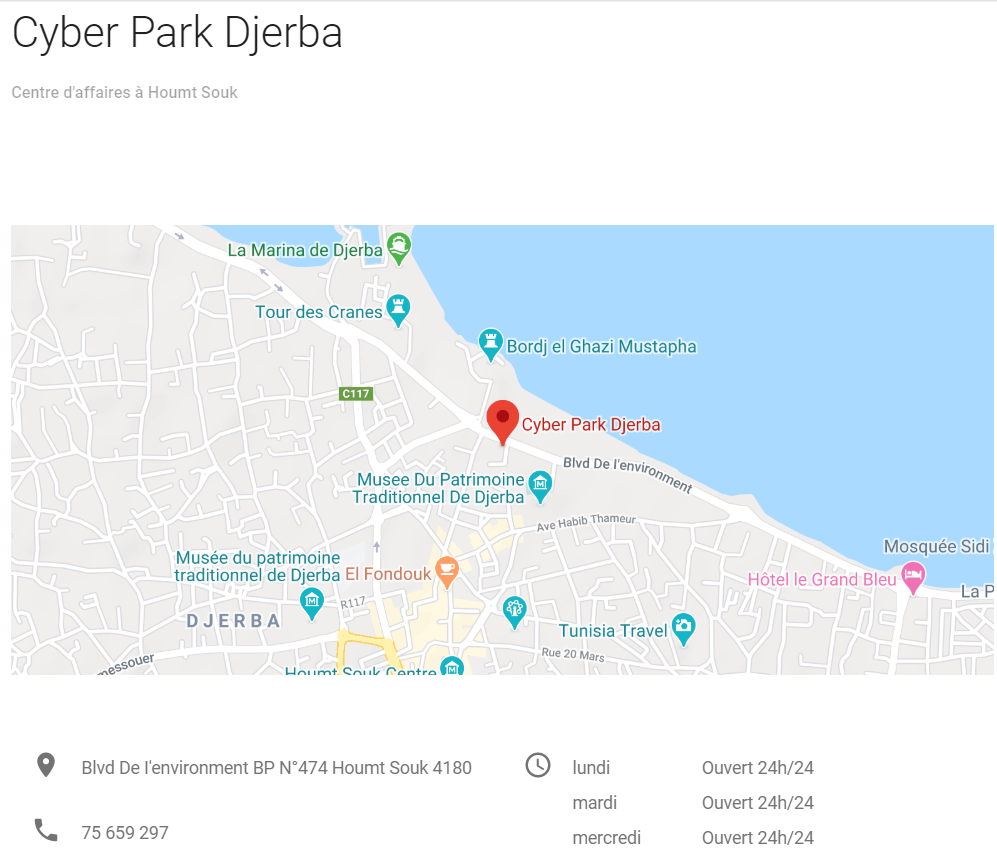 Cyber Park Djerba
Centre d'affaires à Houmt Souk
La Marina de Djerba
Tour des Cranes
Bordj el Ghazi Mustapha
C117
Cyber Park Djerba
Blvd De l'environment
Musee Du Patrimoine
Traditionnel De Djerba
Ave Habib Thameur
Mosquée Sidi
Musée du patrimoine
traditionnel de Djerba
El Fondouk
Hôtel le Grand Bleu
La P
R117
DJERBA
Tunisia Travel
Rue 20 Mars
messouer
Houmt Souk Centre
Blvd De l'environment BP N°474 Houmt Souk 4180
lundi Ouvert 24h/24
mardi Ouvert 24h/24
75 659 297
mercredi Ouvert 24h/24